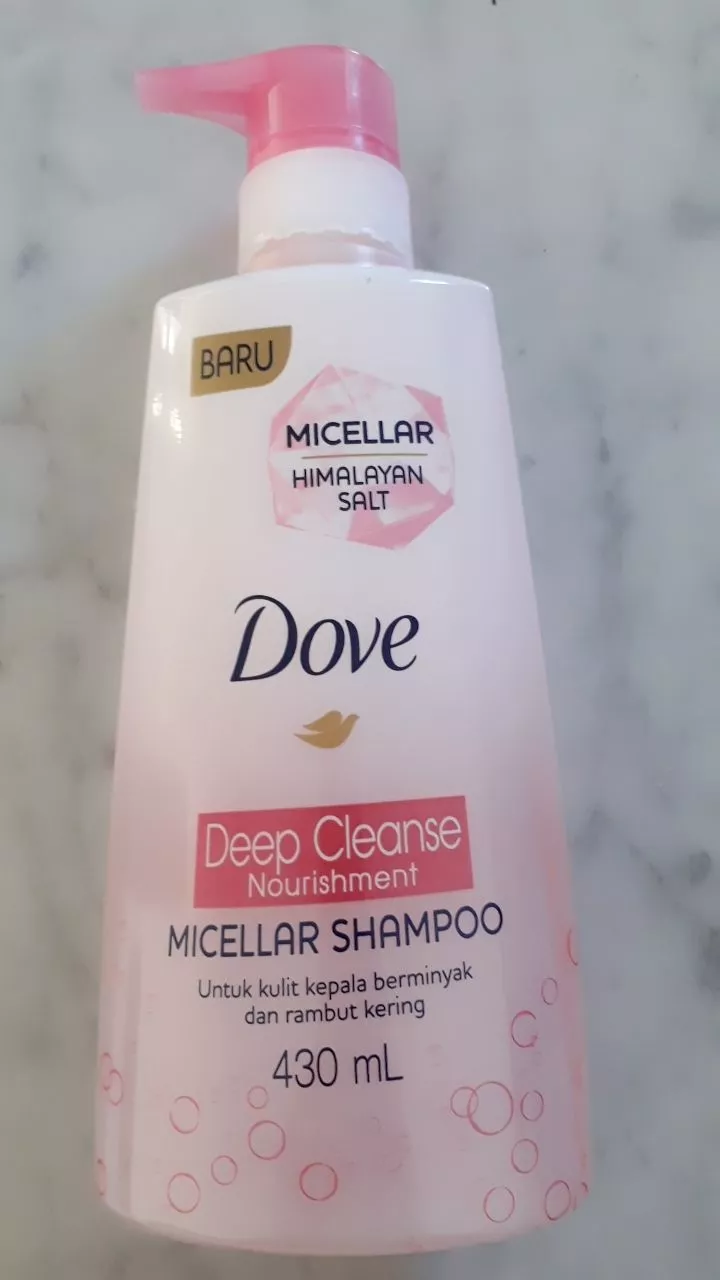 BARU
MICELLAR
HIMALAYAN
SALT
Dove
Deep Cleanse
Nourishment
MICELLAR SHAMPOO
Untuk kulit kepala berminyak
dan rambut kering
430 mL